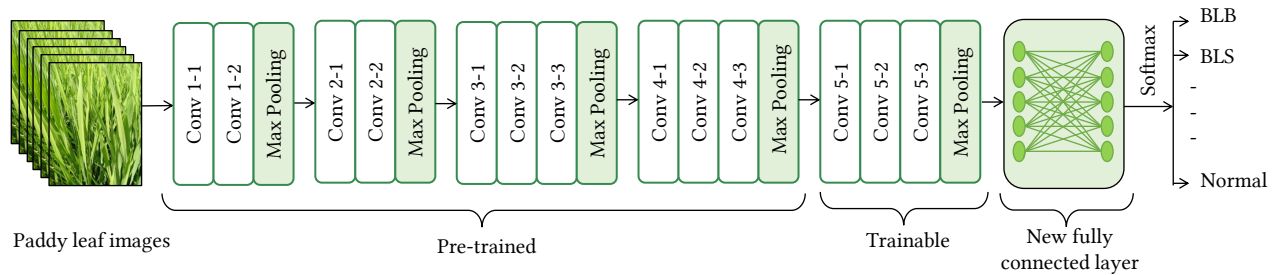 Paddy leaf images
Conv 1-1
Conv 1-2
Max Pooling
Conv 2-1
Conv 2-2
Max Pooling
Conv 3-1
Conv 3-2
Conv 3-3
Max Pooling
Conv 4-1
Conv 4-2
Conv 4-3
Max Pooling
Conv 5-1
Conv 5-2
Conv 5-3
Max Pooling
Softmax
BLB
BLS
-
-
-
Normal
Pre-trained
Trainable
New fully
connected layer